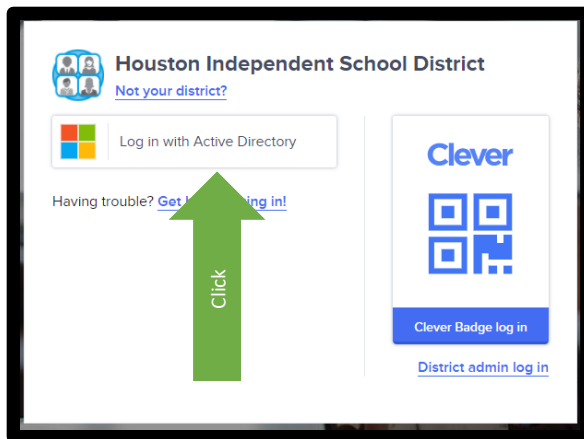 Houston Independent School District
Not your district?
Log in with Active Directory
Having trouble? Get ing in!
Click
Clever
Clever Badge log in
District admin log in